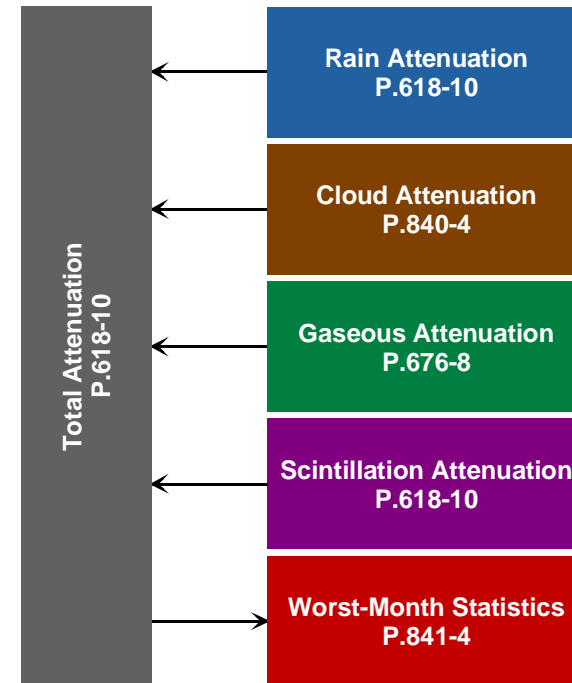 Total Attenuation
P.618-10
Rain Attenuation
P.618-10
Cloud Attenuation
P.840-4
Gaseous Attenuation
P.676-8
Scintillation Attenuation
P.618-10
Worst-Month Statistics
P.841-4